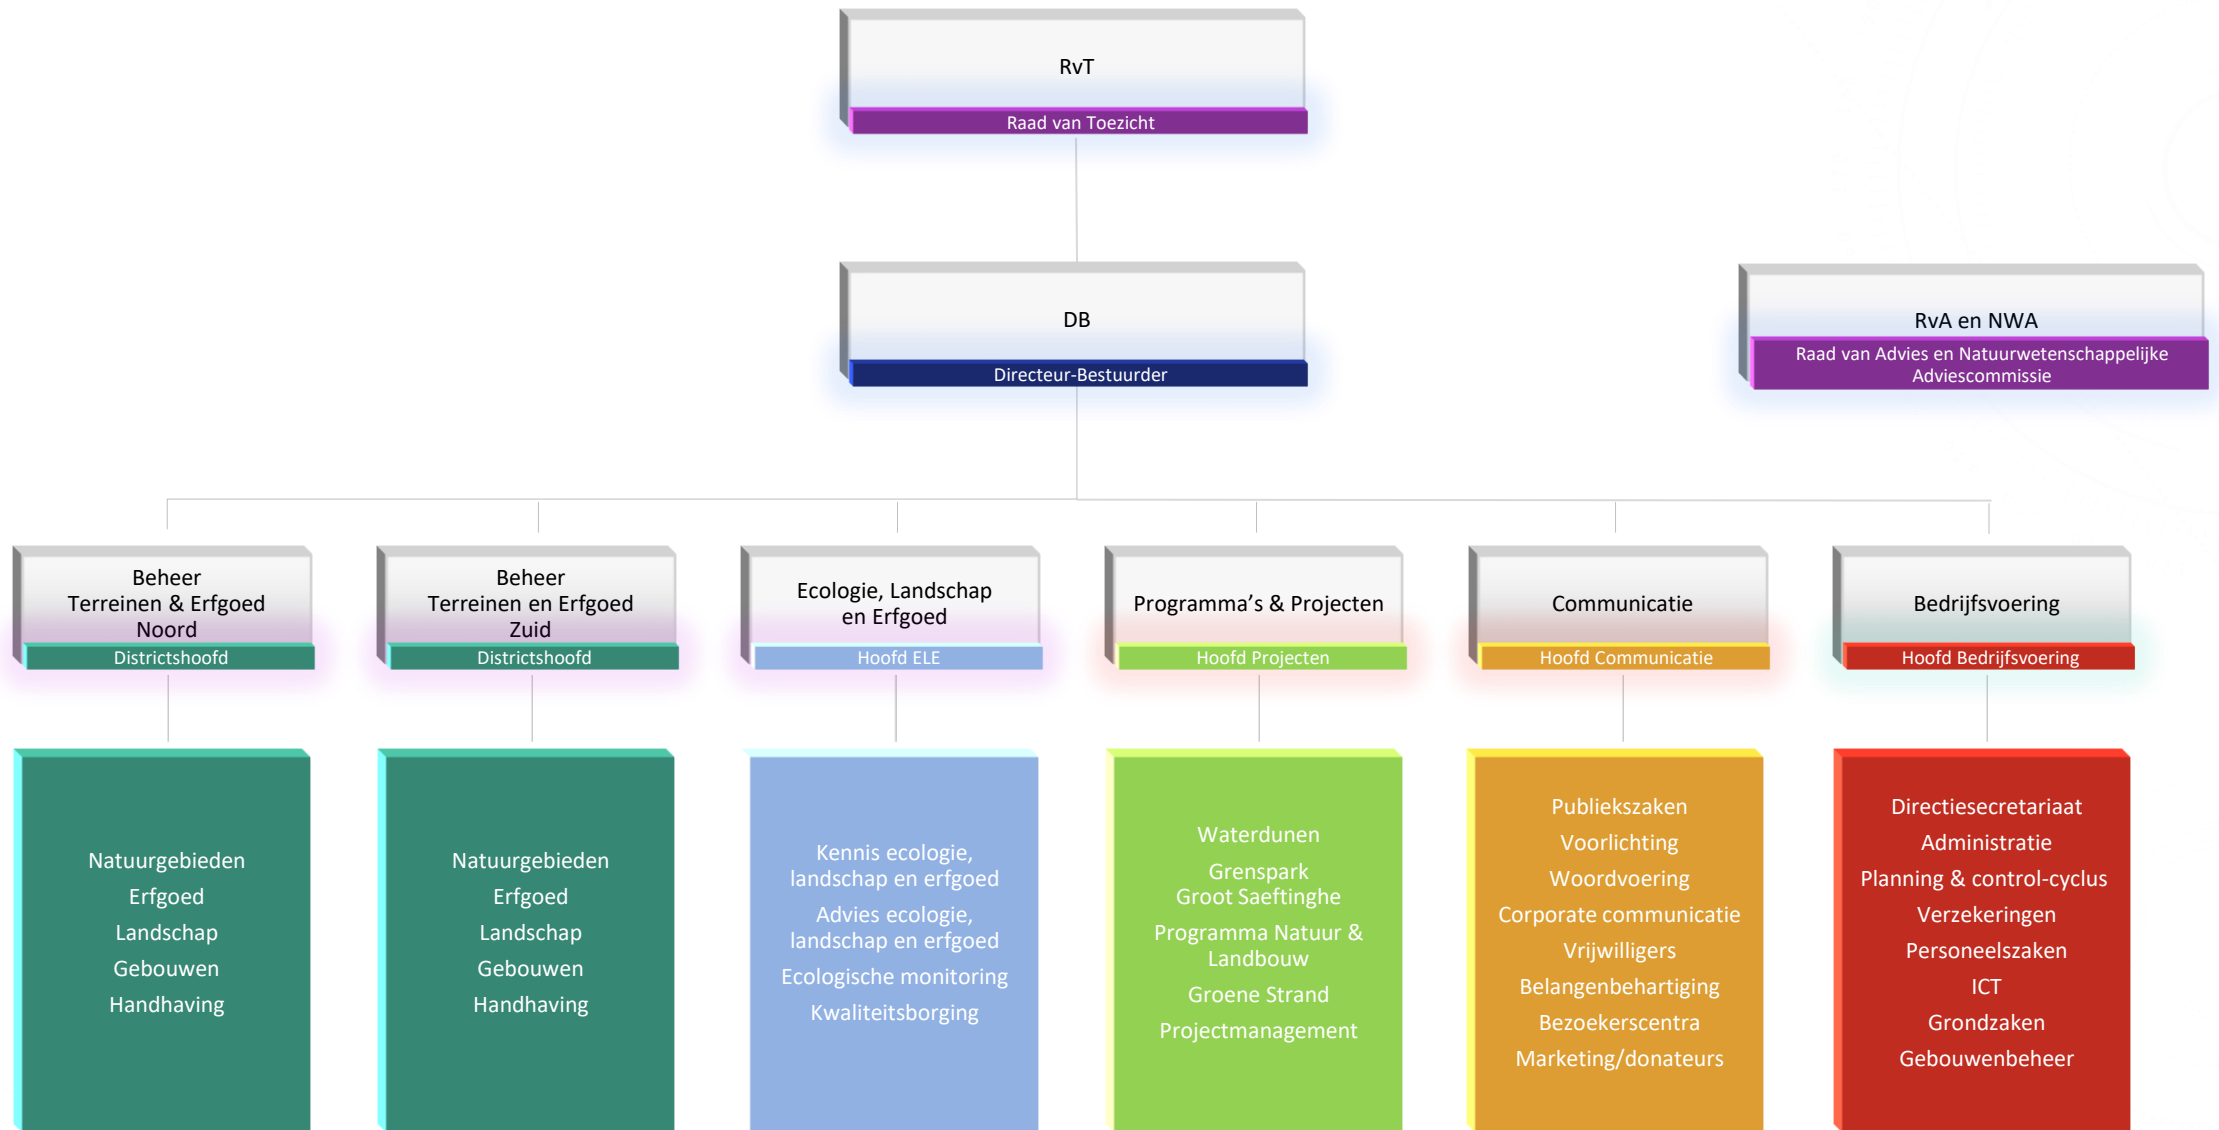 RvT
Raad van Toezicht
DB
Directeur-Bestuurder
RvA en NWA
Raad van Advies en Natuurwetenschappelijke
Adviescommissie
Beheer
Terreinen & Erfgoed
Noord
Districtshoofd
Beheer
Terreinen en Erfgoed
Zuid
Districtshoofd
Ecologie, Landschap
en Erfgoed
Hoofd ELE
Programma's & Projecten
Hoofd Projecten
Communicatie
Hoofd Communicatie
Bedrijfsvoering
Hoofd Bedrijfsvoering
Natuurgebieden
Erfgoed
Landschap
Gebouwen
Handhaving
Natuurgebieden
Erfgoed
Landschap
Gebouwen
Handhaving
Kennis ecologie,
landschap en erfgoed
Advies ecologie,
landschap en erfgoed
Ecologische monitoring
Kwaliteitsborging
Waterdunen
Grenspark
Groot Saeftinghe
Programma Natuur &
Landbouw
Groene Strand
Projectmanagement
Publiekszaken
Voorlichting
Woordvoering
Corporate communicatie
Vrijwilligers
Belangenbehartiging
Bezoekerscentra
Marketing/donateurs
Directiesecretariaat
Administratie
Planning & control-cyclus
Verzekeringen
Personeelszaken
ICT
Grondzaken
Gebouwenbeheer